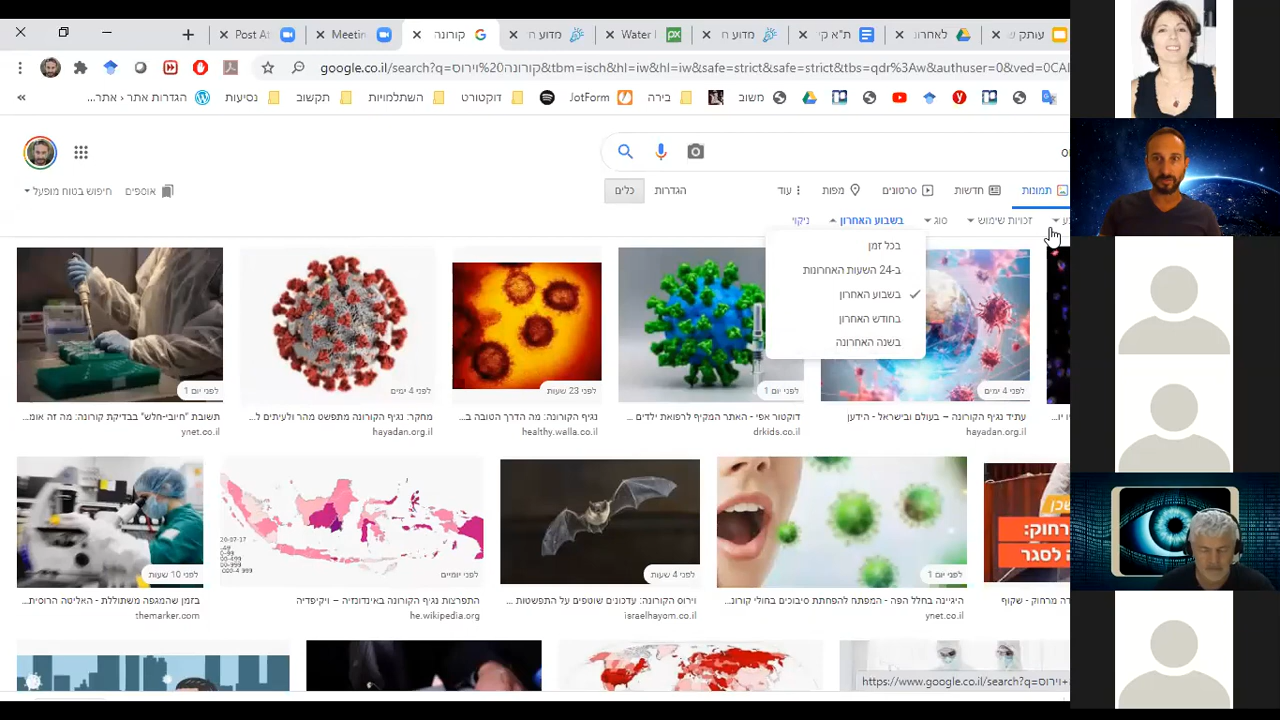 Post A
Meetin
קורונה
מדוע ח
Water
מדוע ח
ת"א קי
לאחרונ
עותק ש
google.co.il/search?q=קורונה%20וירוס&tbm=isch&hl=iw&safe=strict&safe=strict&tbs=qdr%3Aw&authuser=0&ved=0CAI
הגדרות אתר ‹ אתר...
נסיעות
תקשוב
השתלמויות
דוקטורט
JotForm
בירה
משוב
תמונות
חדשות
סרטונים
מפות
עוד
הגדרות
כלים
אוספים
חיפוש בטוח מופעל
זכויות שימוש
סוג
בשבוע האחרון
ניקוי
בכל זמן
ב-24 השעות האחרונות
בשבוע האחרון
בחודש האחרון
בשנה האחרונה
לפני 4 ימים
לפני יום 1
לפני 23 שעות
לפני 4 ימים
לפני יום 1
עתיד נגיף הקורונה – בעולם ובישראל - הידען
דוקטור אפי - האתר המקיף לרפואת ילדים ...
נגיף הקורונה: מה הדרך הטובה ב...
מחקר: נגיף הקורונה מתפשט מהר ולעיתים ל...
תשובת "חיובי-חלש" בבדיקת קורונה: מה זה אומ...
hayadan.org.il
drkids.co.il
healthy.walla.co.il
hayadan.org.il
ynet.co.il
רחוק:
לסגר
לפני יום 1
לפני 4 שעות
לפני יומיים
לפני 10 שעות
דה מרחוק - שקוף
היגיינה בחלל הפה - המפתח להפחתת סיבוכים בחולי קורונ...
וירוס הקורונה: עדכונים שוטפים על התפשטות ...
התפרצות נגיף הקורונה באינדונזיה – ויקיפדיה
בזמן שהמגפה משתוללת - האליטה הרוסית...
ynet.co.il
israelhayom.co.il
he.wikipedia.org
themarker.com
https://www.google.co.il/search?q=וירוס+